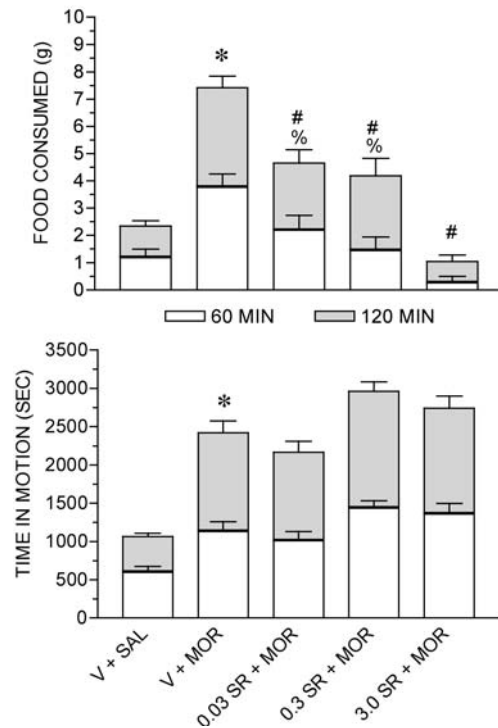 FOOD CONSUMED (g)
10
9
8
7
6
5
4
3
2
1
0
*
#
%
#
%
#
60 MIN
120 MIN
TIME IN MOTION (SEC)
3500
3000
2500
2000
1500
1000
500
0
*
V + SAL
V + MOR
0.03 SR + MOR
0.3 SR + MOR
3.0 SR + MOR